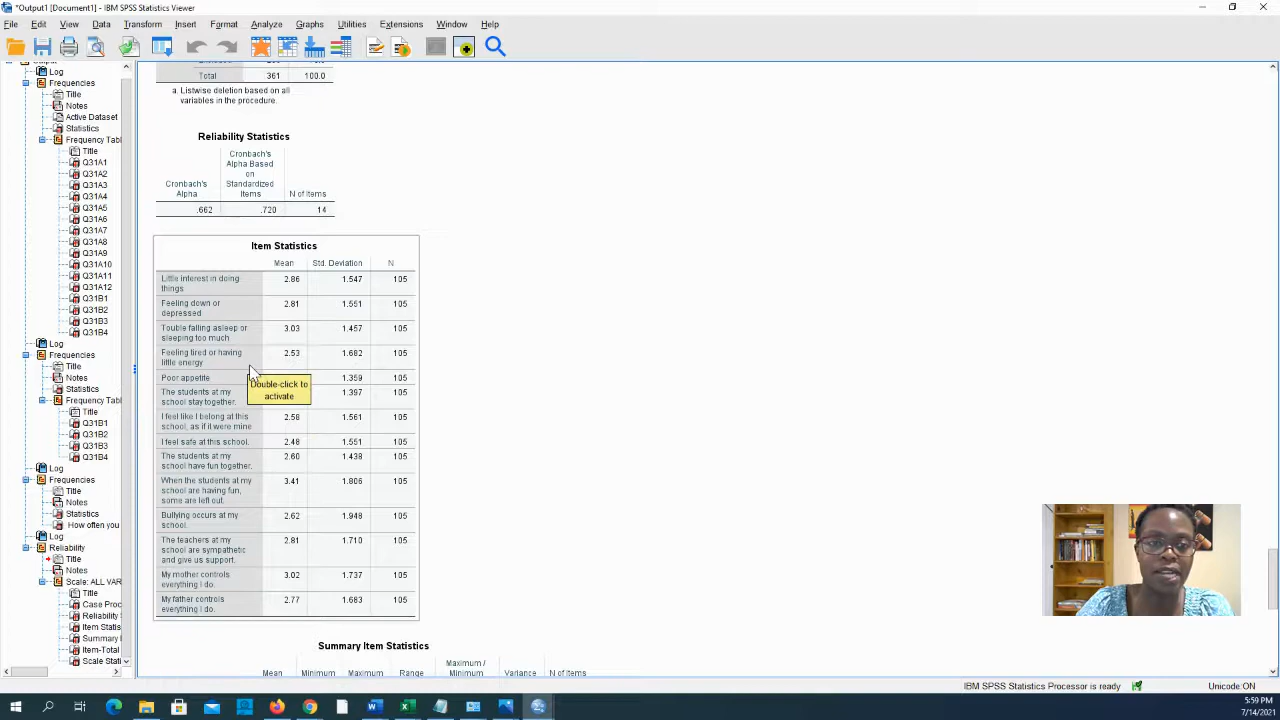 *Output1 [Document1] - IBM SPSS Statistics Viewer
File Edit View Data Transform Insert Format Analyze Graphs Utilities Extensions Window Help
Log
Frequencies
Title
Notes
Active Dataset
Statistics
Frequency Tabl
Title
Q31A1
Q31A2
Q31A3
Q31A4
Q31A5
Q31A6
Q31A7
Q31A8
Q31A9
Q31A10
Q31A11
Q31A12
Q31B1
Q31B2
Q31B3
Q31B4
Log
Frequencies
Title
Notes
Statistics
Frequency Tabl
Title
Q31B1
Q31B2
Q31B3
Q31B4
Log
Frequencies
Title
Notes
Statistics
How often you
Log
Reliability
Title
Notes
Scale: ALL VAR
Title
Case Proc
Reliability S
Item Statis
Summary
Item-Total
Scale Stati
Total 361 100.0
a. Listwise deletion based on all
variables in the procedure.
Reliability Statistics
Cronbach's
Alpha Based
on
Standardized
Items
Cronbach's
Alpha
N of Items
.662 .720 14
Item Statistics
Mean Std. Deviation N
Little interest in doing
things
2.86 1.547 105
Feeling down or
depressed
2.81 1.551 105
Touble falling asleep or
sleeping too much
3.03 1.457 105
Feeling tired or having
little energy
2.53 1.682 105
Poor appetite 1.359 105
Double-click to
activate
The students at my
school stay together.
1.397 105
I feel like I belong at this
school, as if it were mine
2.58 1.561 105
I feel safe at this school. 2.48 1.551 105
The students at my
school have fun together.
2.60 1.438 105
When the students at my
school are having fun,
some are left out.
3.41 1.806 105
Bullying occurs at my
school.
2.62 1.948 105
The teachers at my
school are sympathetic
and give us support.
2.81 1.710 105
My mother controls
everything I do.
3.02 1.737 105
My father controls
everything I do.
2.77 1.683 105
Summary Item Statistics
Mean Minimum Maximum Range Maximum /
Minimum Variance N of Items
IBM SPSS Statistics Processor is ready
Unicode:ON
5:59 PM
7/14/2021